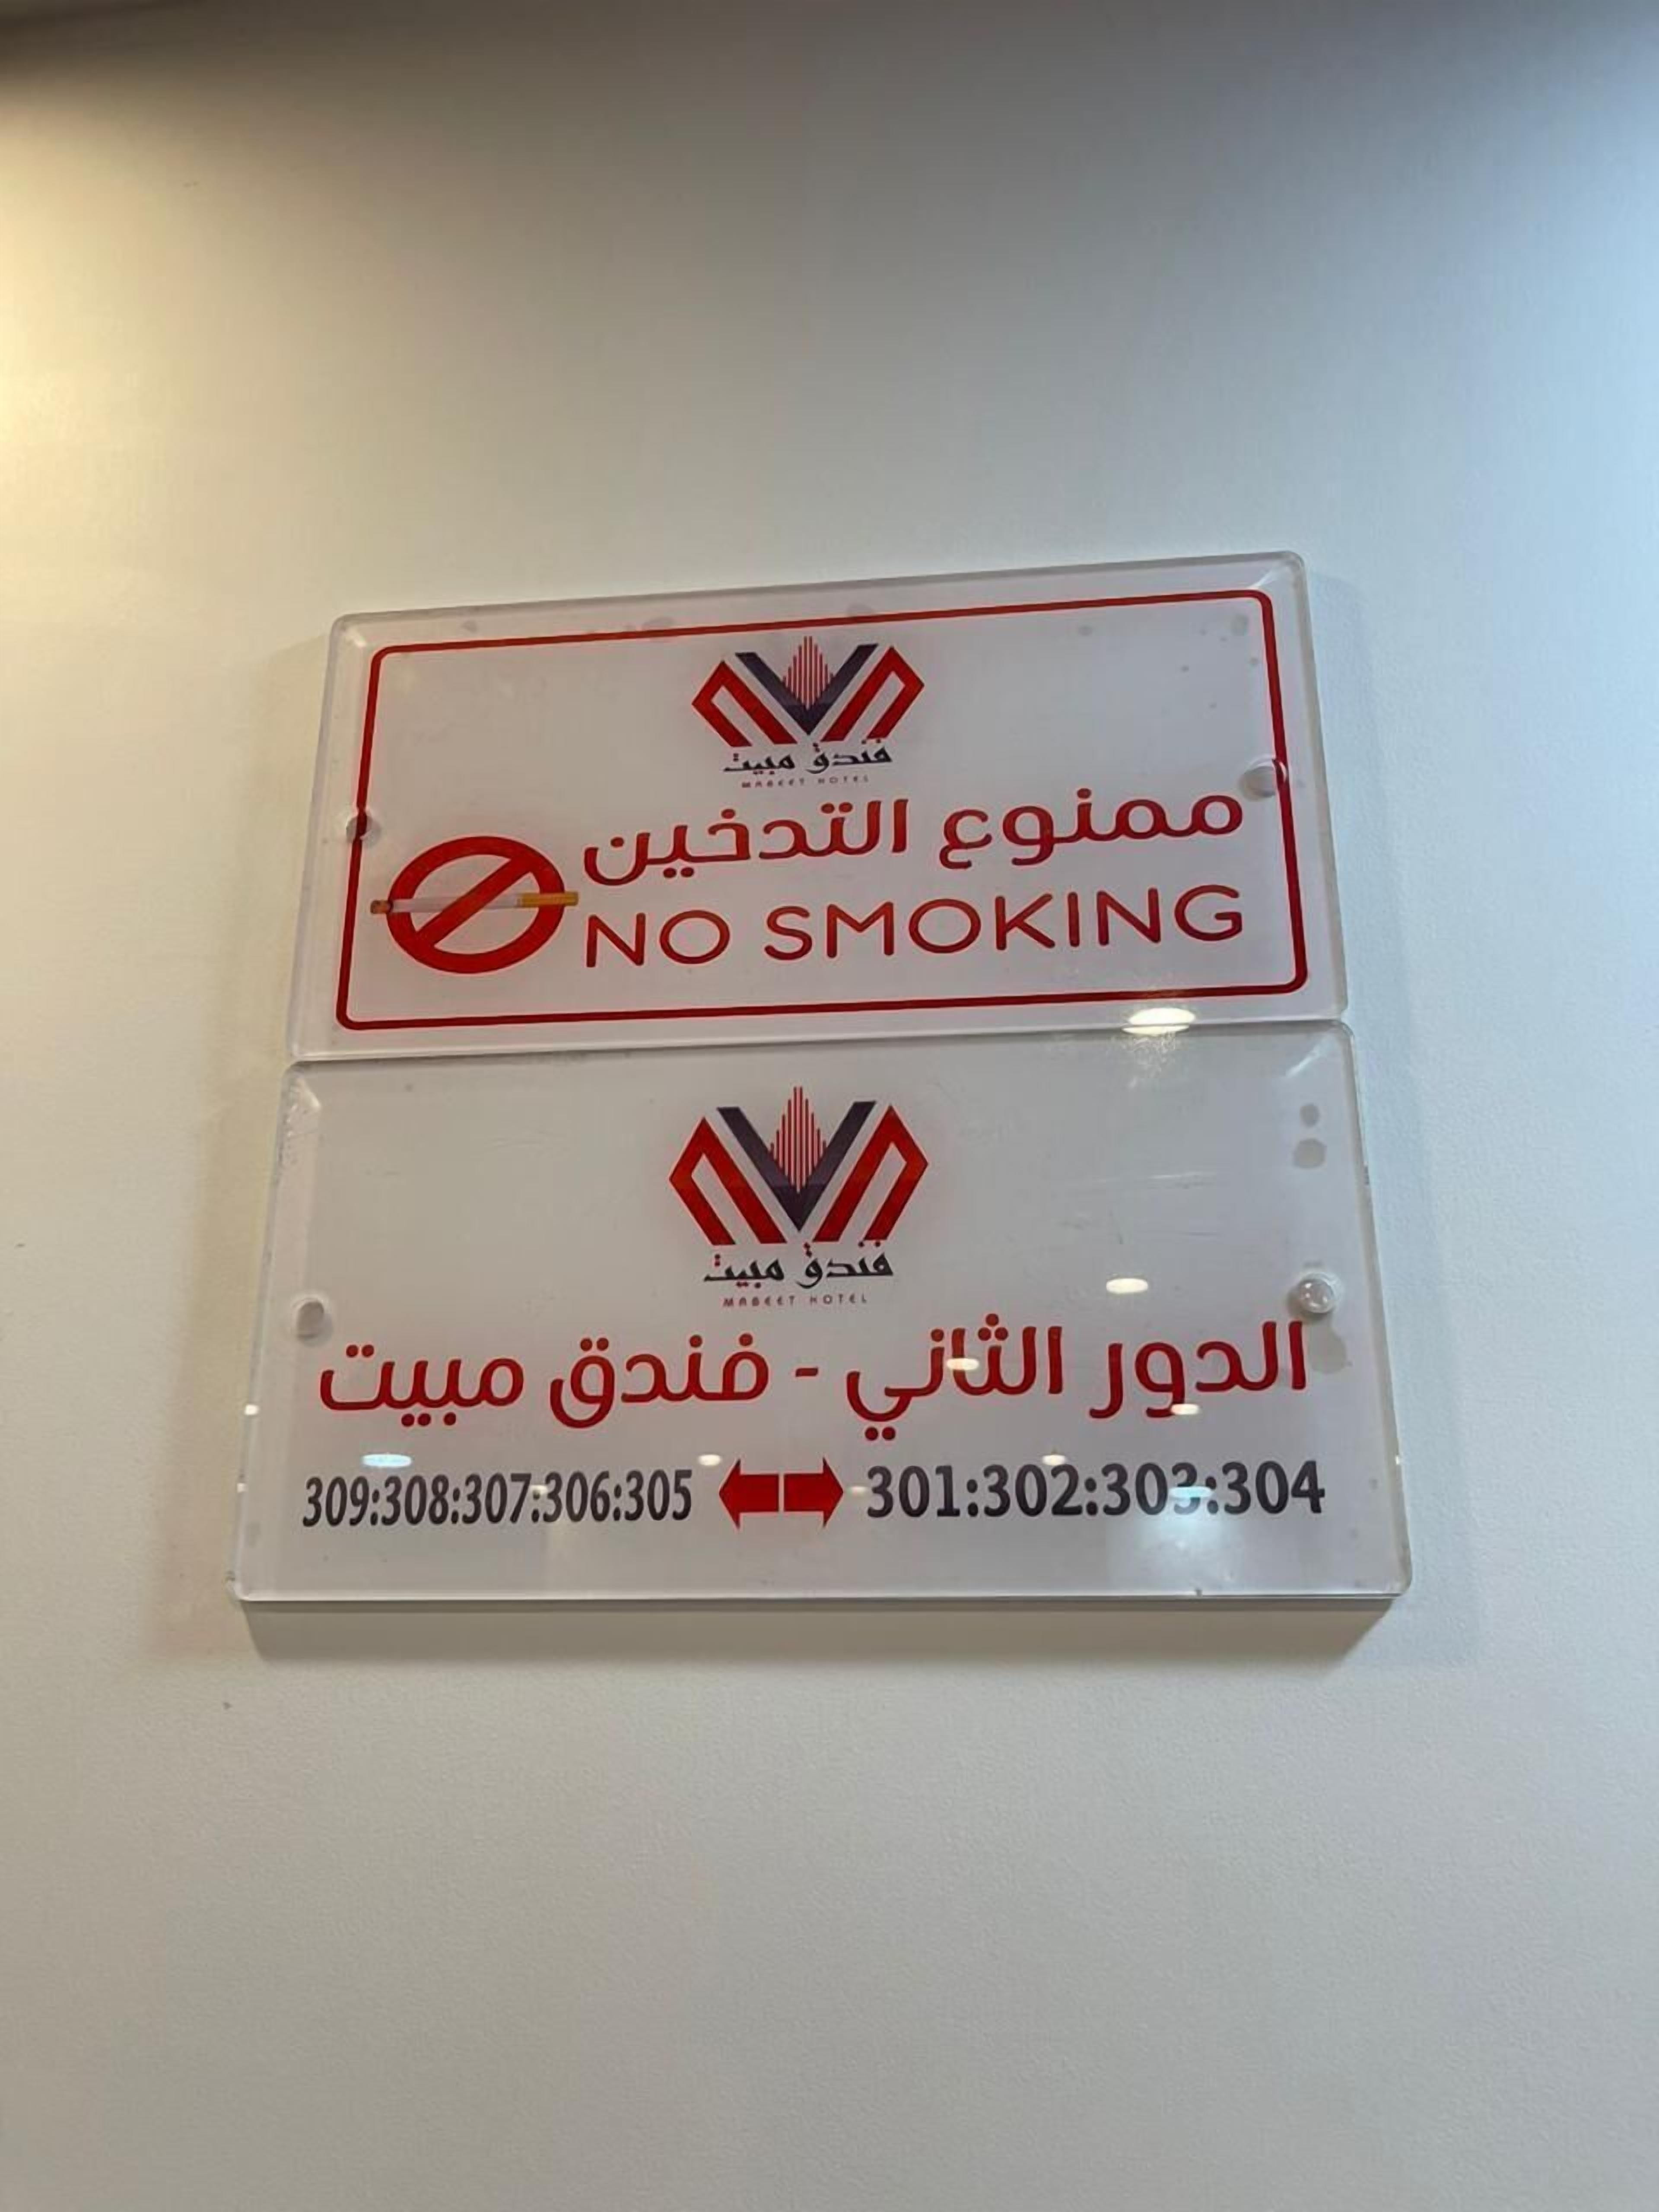 فندق مبيت
MABEET HOTEL
ممنوع التدخين
NO SMOKING
فندق مبيت
MABEET HOTEL
الدور الثاني - فندق مبيت
309:308:307:306:305 301:302:303:304